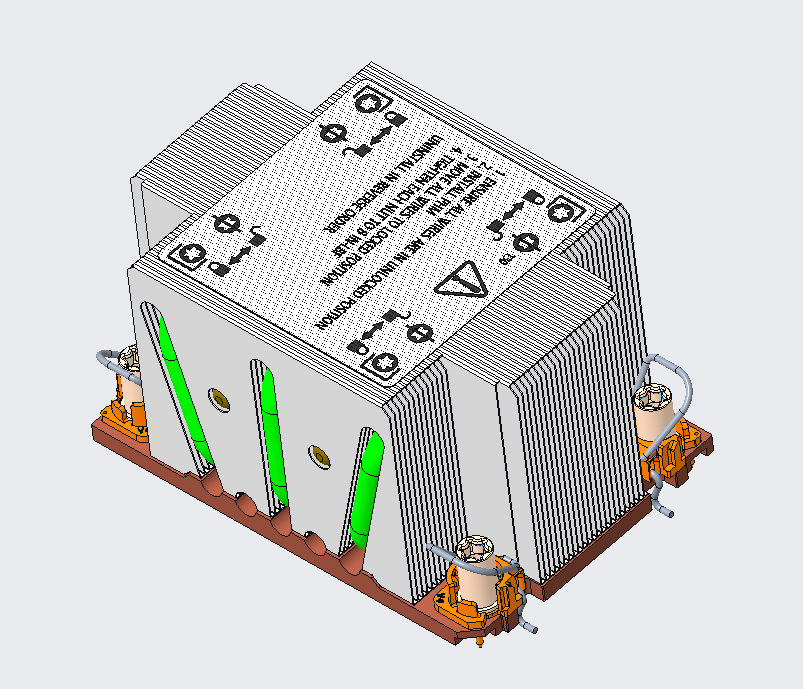 1. ENSURE ALL WIRES ARE IN UNLOCKED POSITION
2. INSTALL PHM
3. MOVE ALL WIRES TO LOCKED POSITION
4. TIGHTEN EACH NUT TO 8 IN-LBF
UNINSTALL IN REVERSE ORDER